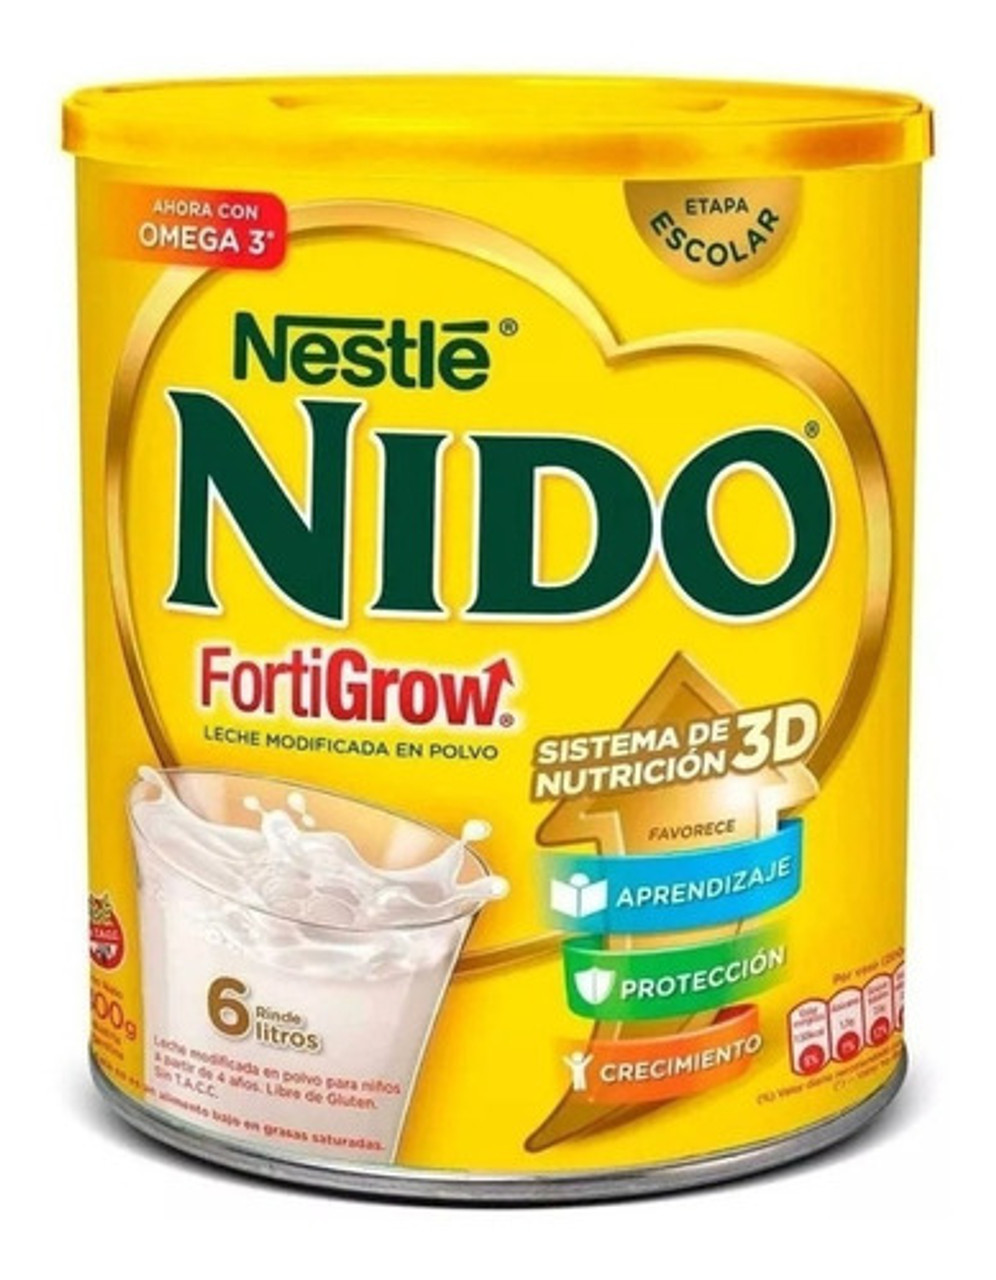 AHORA CON
OMEGA 3*
ETAPA
ESCOLAR
Nestlé®
NIDO®
FortiGrow®
LECHE MODIFICADA EN POLVO
SISTEMA DE
NUTRICIÓN 3D
FAVORECE
APRENDIZAJE
PROTECCIÓN
CRECIMIENTO
6 Rinde
litros
Leche modificada en polvo para niños
a partir de 4 años. Libre de Gluten.
Sin T.A.C.C.
alimento bajo en grasas saturadas.